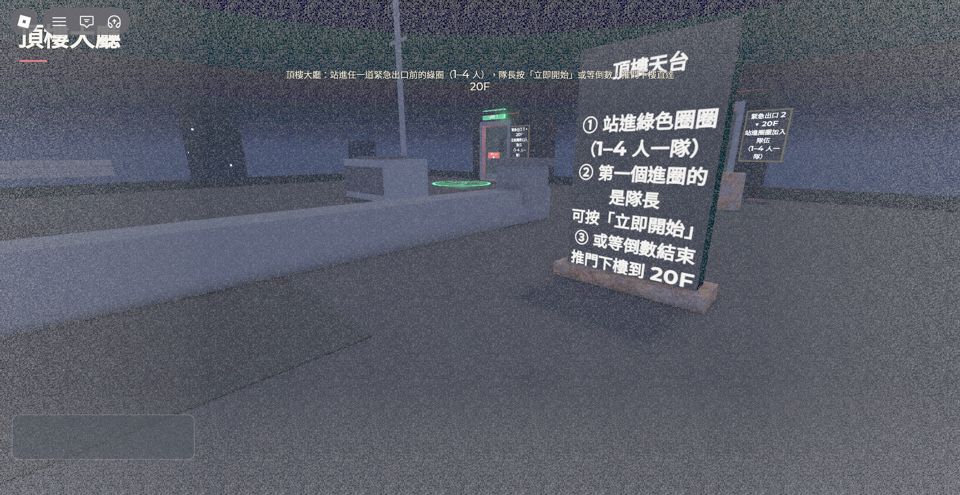 頂樓大廳
頂樓大廳：站進任一道緊急出口前的綠圈（1–4 人），隊長按「立即開始」或等倒數，推門下樓直達
20F
頂樓天台
① 站進綠色圈圈
（1–4 人一隊）
② 第一個進圈的
是隊長
可按「立即開始」
③ 或等倒數結束
推門下樓到 20F
緊急出口 2
▼ 20F
站進圈圈加入
隊伍
（1–4 人一
隊）